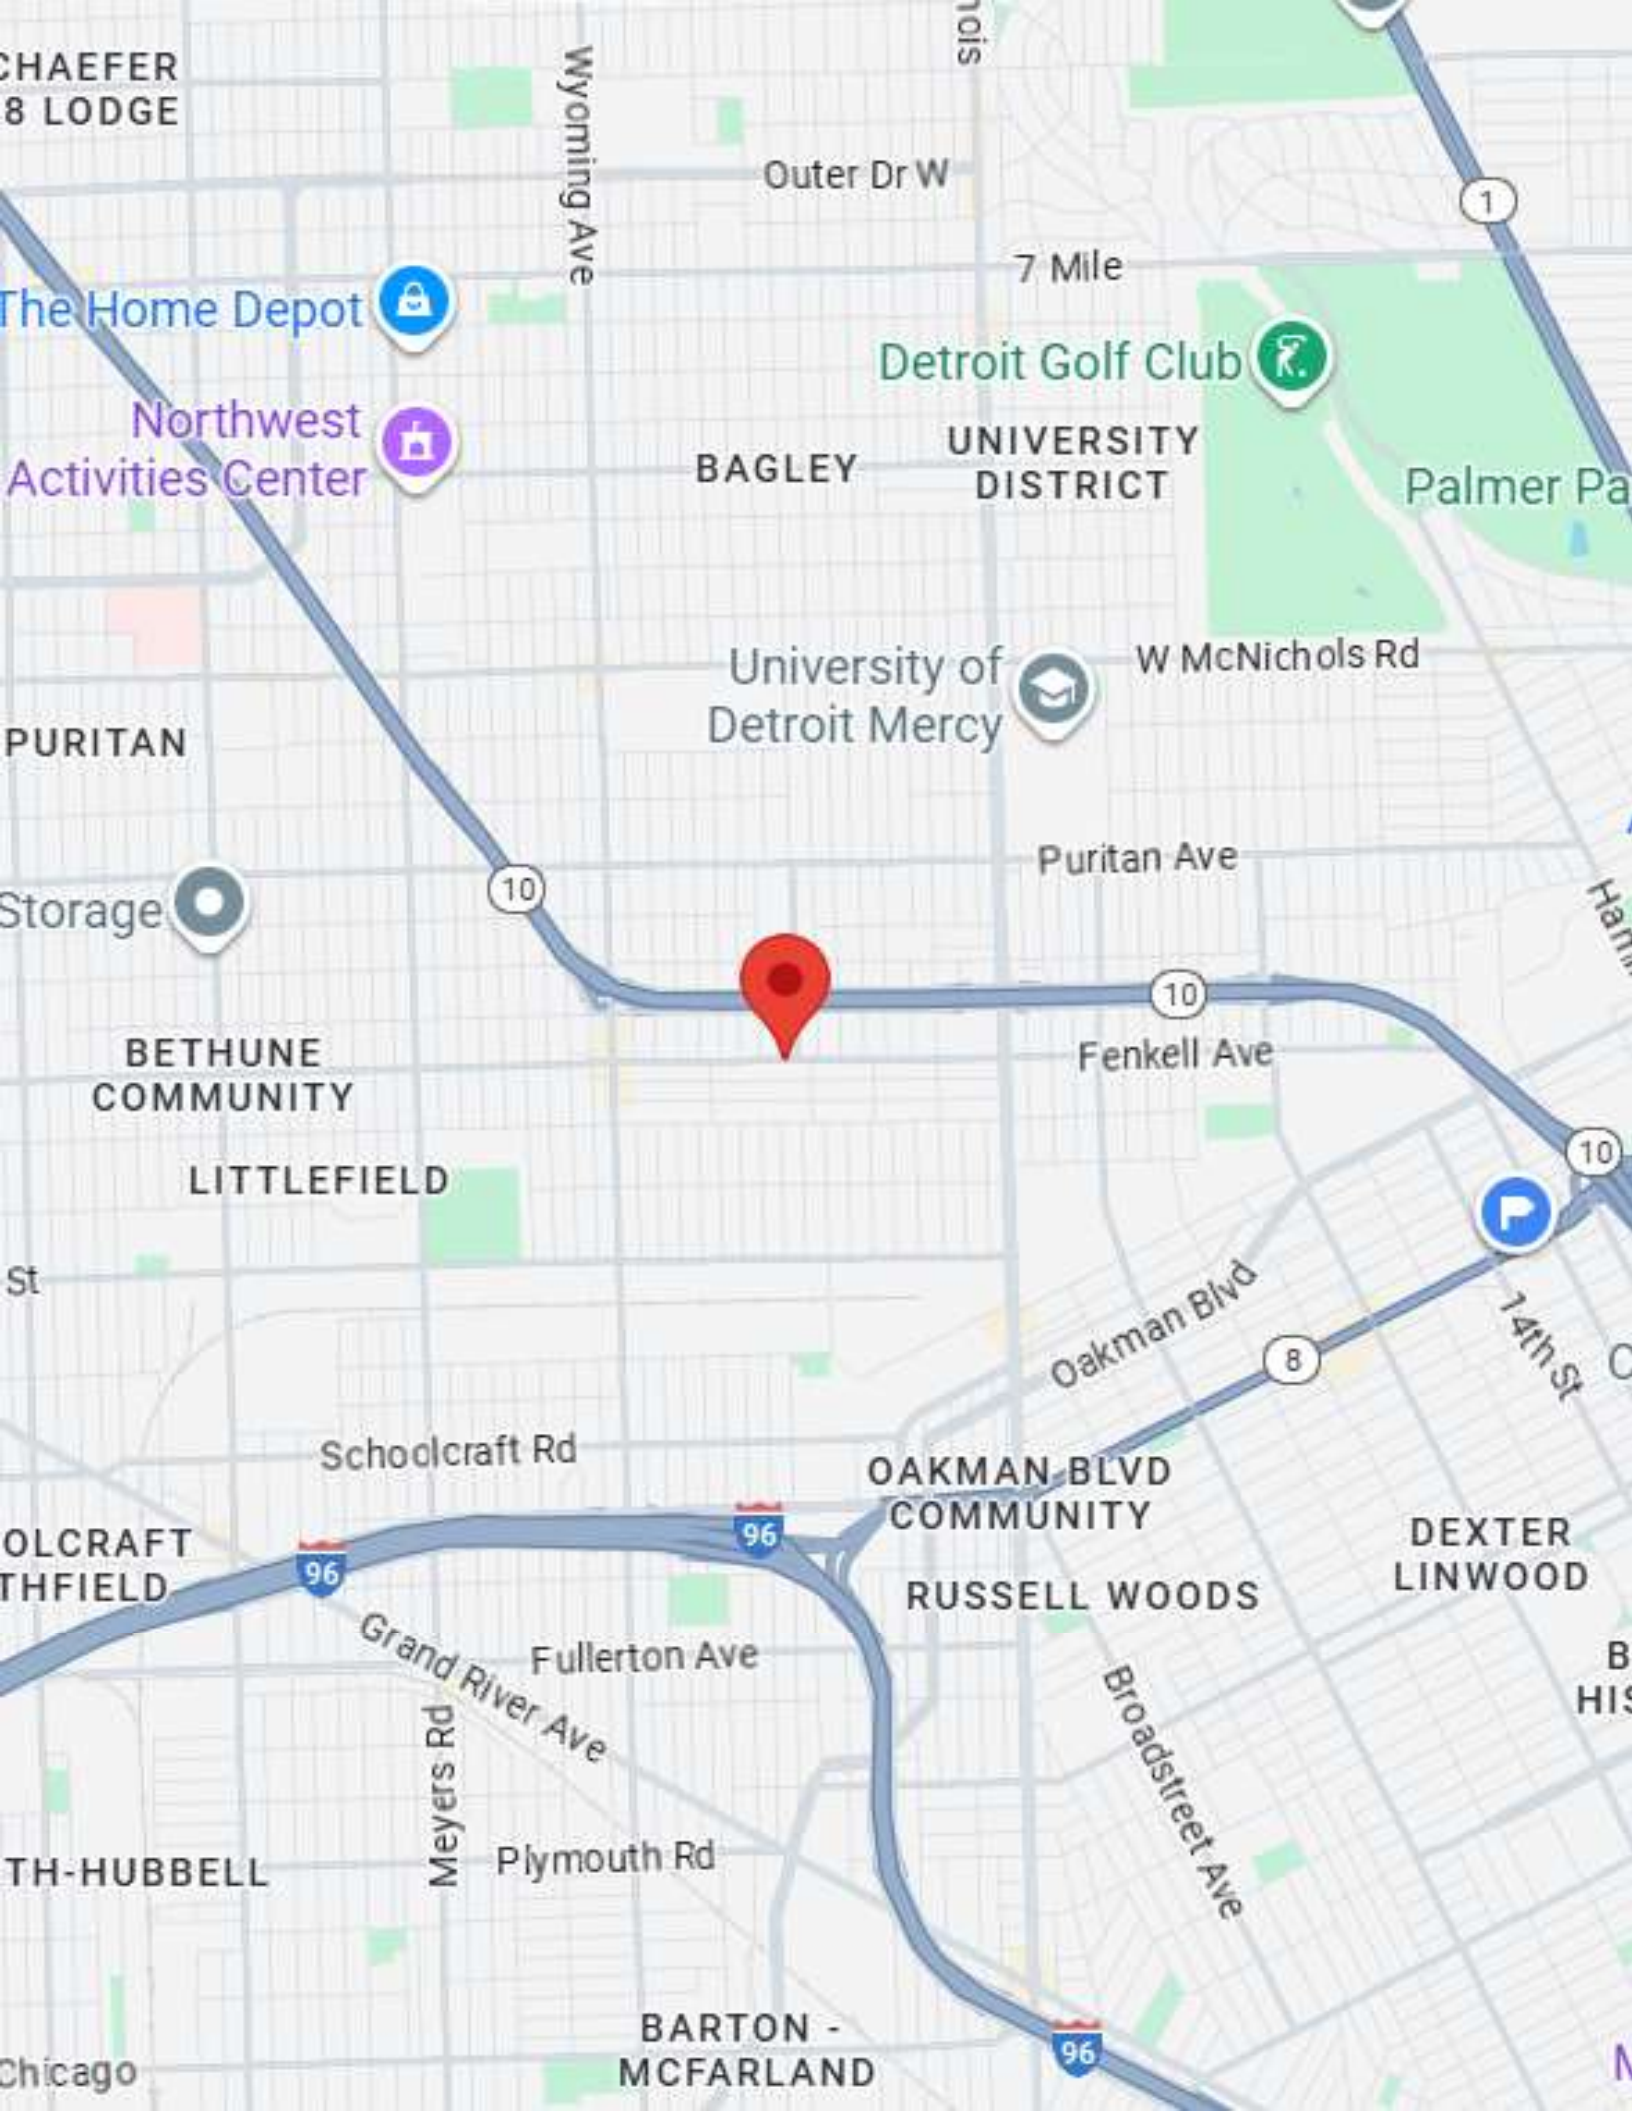 CHAEFER
8 LODGE
Wyoming Ave
nois
Outer Dr W
1
7 Mile
The Home Depot
Detroit Golf Club
Northwest
Activities Center
BAGLEY
UNIVERSITY
DISTRICT
Palmer Pa
University of
Detroit Mercy
W McNichols Rd
PURITAN
Puritan Ave
10
Storage
Ham
10
BETHUNE
COMMUNITY
Fenkell Ave
10
LITTLEFIELD
St
Oakman Blvd
14th St
8
C
Schoolcraft Rd
OAKMAN BLVD
COMMUNITY
96
96
OLCRAFT
THFIELD
DEXTER
LINWOOD
RUSSELL WOODS
Grand River Ave
Fullerton Ave
B
HIS
Meyers Rd
Broadstreet Ave
TH-HUBBELL
Plymouth Rd
BARTON -
MCFARLAND
96
Chicago